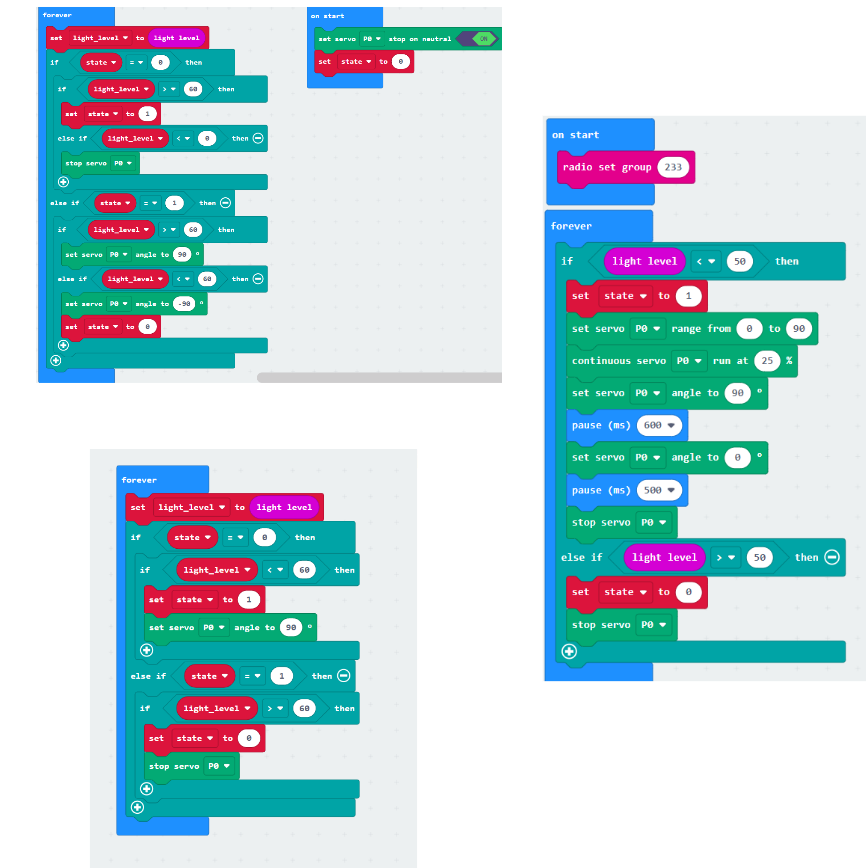 forever
set light_level to light level
if state = 0 then
if light_level > 60 then
set state to 1
else if light_level < 0 then
stop servo P0
else if state = 1 then
if light_level > 60 then
set servo P0 angle to 90 °
else if light_level < 60 then
set servo P0 angle to -90 °
set state to 0
on start
set servo P0 stop on neutral ON
set state to 0
on start
radio set group 233
forever
if light level < 50 then
set state to 1
set servo P0 range from 0 to 90
continuous servo P0 run at 25 %
set servo P0 angle to 90 °
pause (ms) 600
set servo P0 angle to 0 °
pause (ms) 500
stop servo P0
else if light level > 50 then
set state to 0
stop servo P0
forever
set light_level to light level
if state = 0 then
if light_level < 60 then
set state to 1
set servo P0 angle to 90 °
else if state = 1 then
if light_level > 60 then
set state to 0
stop servo P0